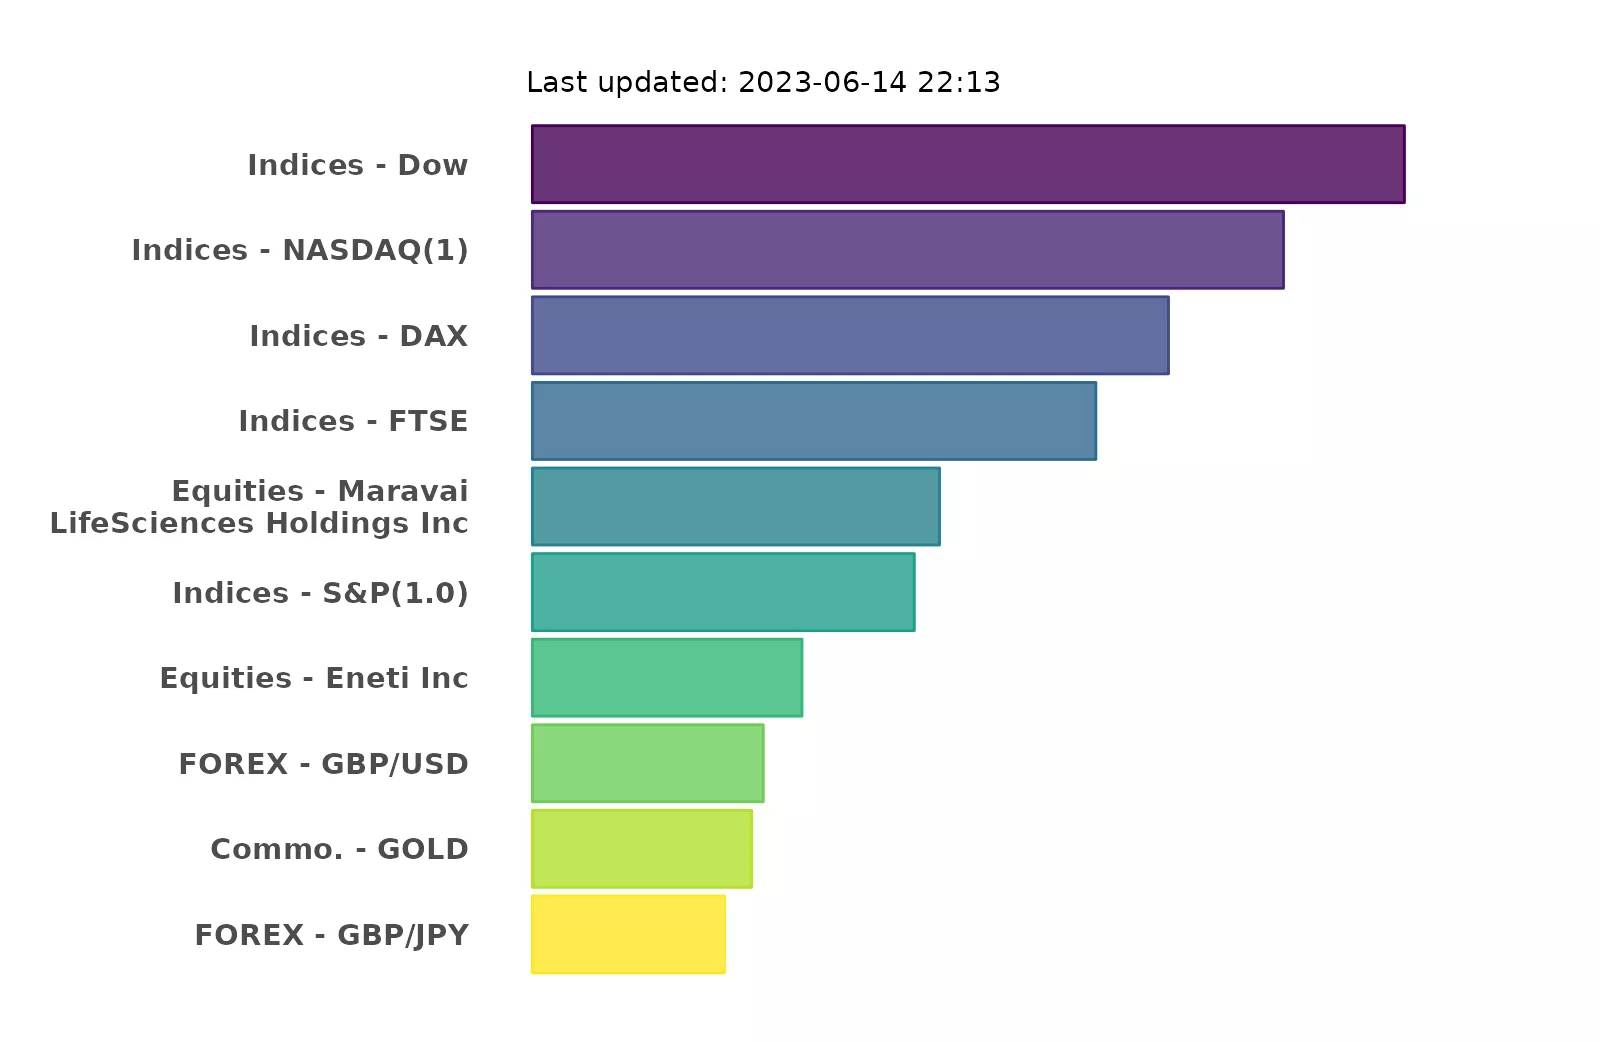 Last updated: 2023-06-14 22:13
Indices - Dow
Indices - NASDAQ(1)
Indices - DAX
Indices - FTSE
Equities - Maravai
LifeSciences Holdings Inc
Indices - S&P(1.0)
Equities - Eneti Inc
FOREX - GBP/USD
Commo. - GOLD
FOREX - GBP/JPY